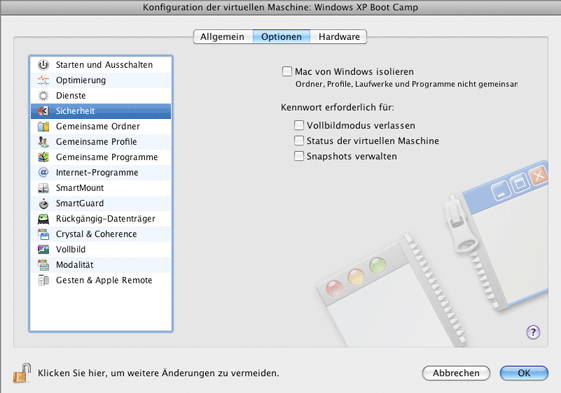 Konfiguration der virtuellen Maschine: Windows XP Boot Camp
Allgemein Optionen Hardware
Starten und Ausschalten
Optimierung
Dienste
Sicherheit
Gemeinsame Ordner
Gemeinsame Profile
Gemeinsame Programme
Internet-Programme
SmartMount
SmartGuard
Rückgängig-Datenträger
Crystal & Coherence
Vollbild
Modalität
Gesten & Apple Remote
Mac von Windows isolieren
Ordner, Profile, Laufwerke und Programme nicht gemeinsan
Kennwort erforderlich für:
Vollbildmodus verlassen
Status der virtuellen Maschine
Snapshots verwalten
?
Klicken Sie hier, um weitere Änderungen zu vermeiden.
Abbrechen OK